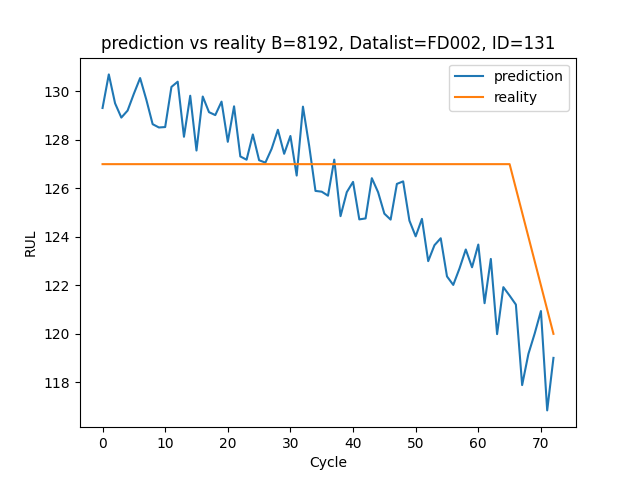 prediction vs reality B=8192, Datalist=FD002, ID=131
prediction
reality
130
128
126
124
122
120
118
RUL
0 10 20 30 40 50 60 70
Cycle